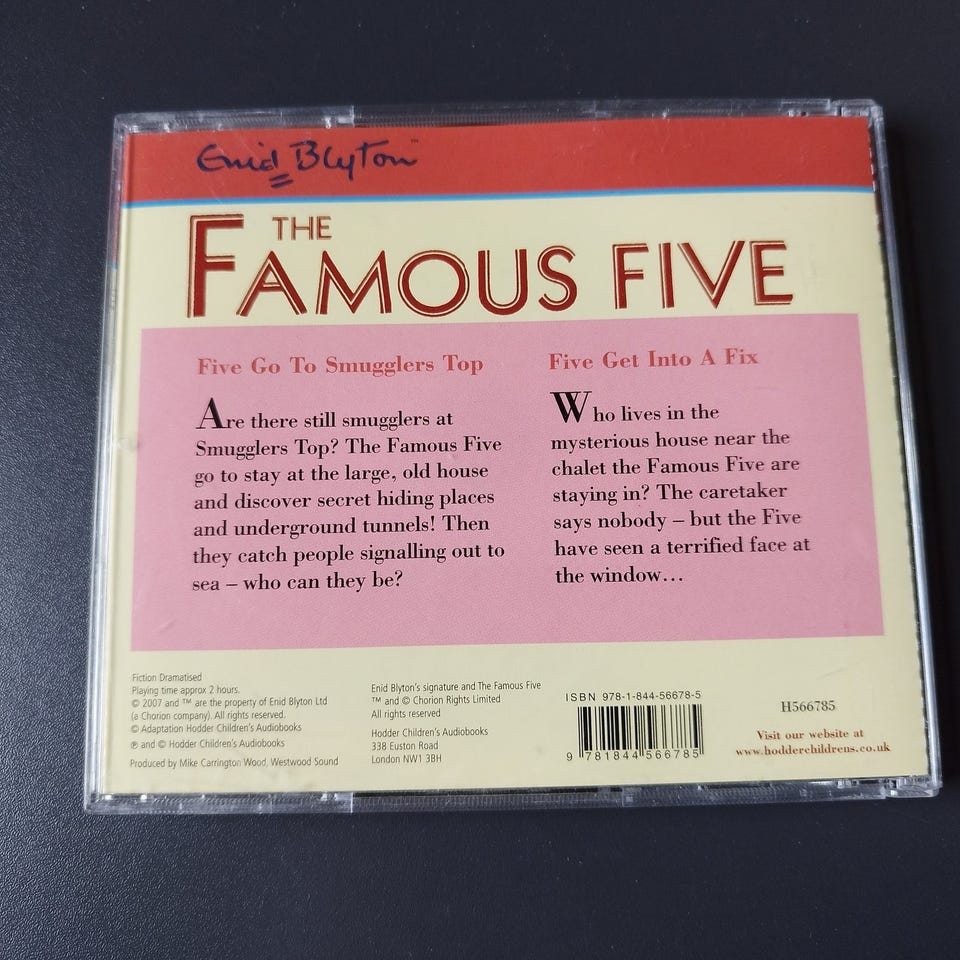 Enid Blyton™
THE
FAMOUS FIVE
Five Go To Smugglers Top
Are there still smugglers at
Smugglers Top? The Famous Five
go to stay at the large, old house
and discover secret hiding places
and underground tunnels! Then
they catch people signalling out to
sea – who can they be?
Five Get Into A Fix
Who lives in the
mysterious house near the
chalet the Famous Five are
staying in? The caretaker
says nobody – but the Five
have seen a terrified face at
the window…
Fiction Dramatised
Playing time approx 2 hours.
© 2007 and ™ are the property of Enid Blyton Ltd
(a Chorion company). All rights reserved.
© Adaptation Hodder Children's Audiobooks
℗ and © Hodder Children's Audiobooks
Produced by Mike Carrington Wood, Westwood Sound
Enid Blyton's signature and The Famous Five
™ and © Chorion Rights Limited
All rights reserved
Hodder Children's Audiobooks
338 Euston Road
London NW1 3BH
ISBN 978-1-844-56678-5
9 781844 566785
H566785
Visit our website at
www.hodderchildrens.co.uk